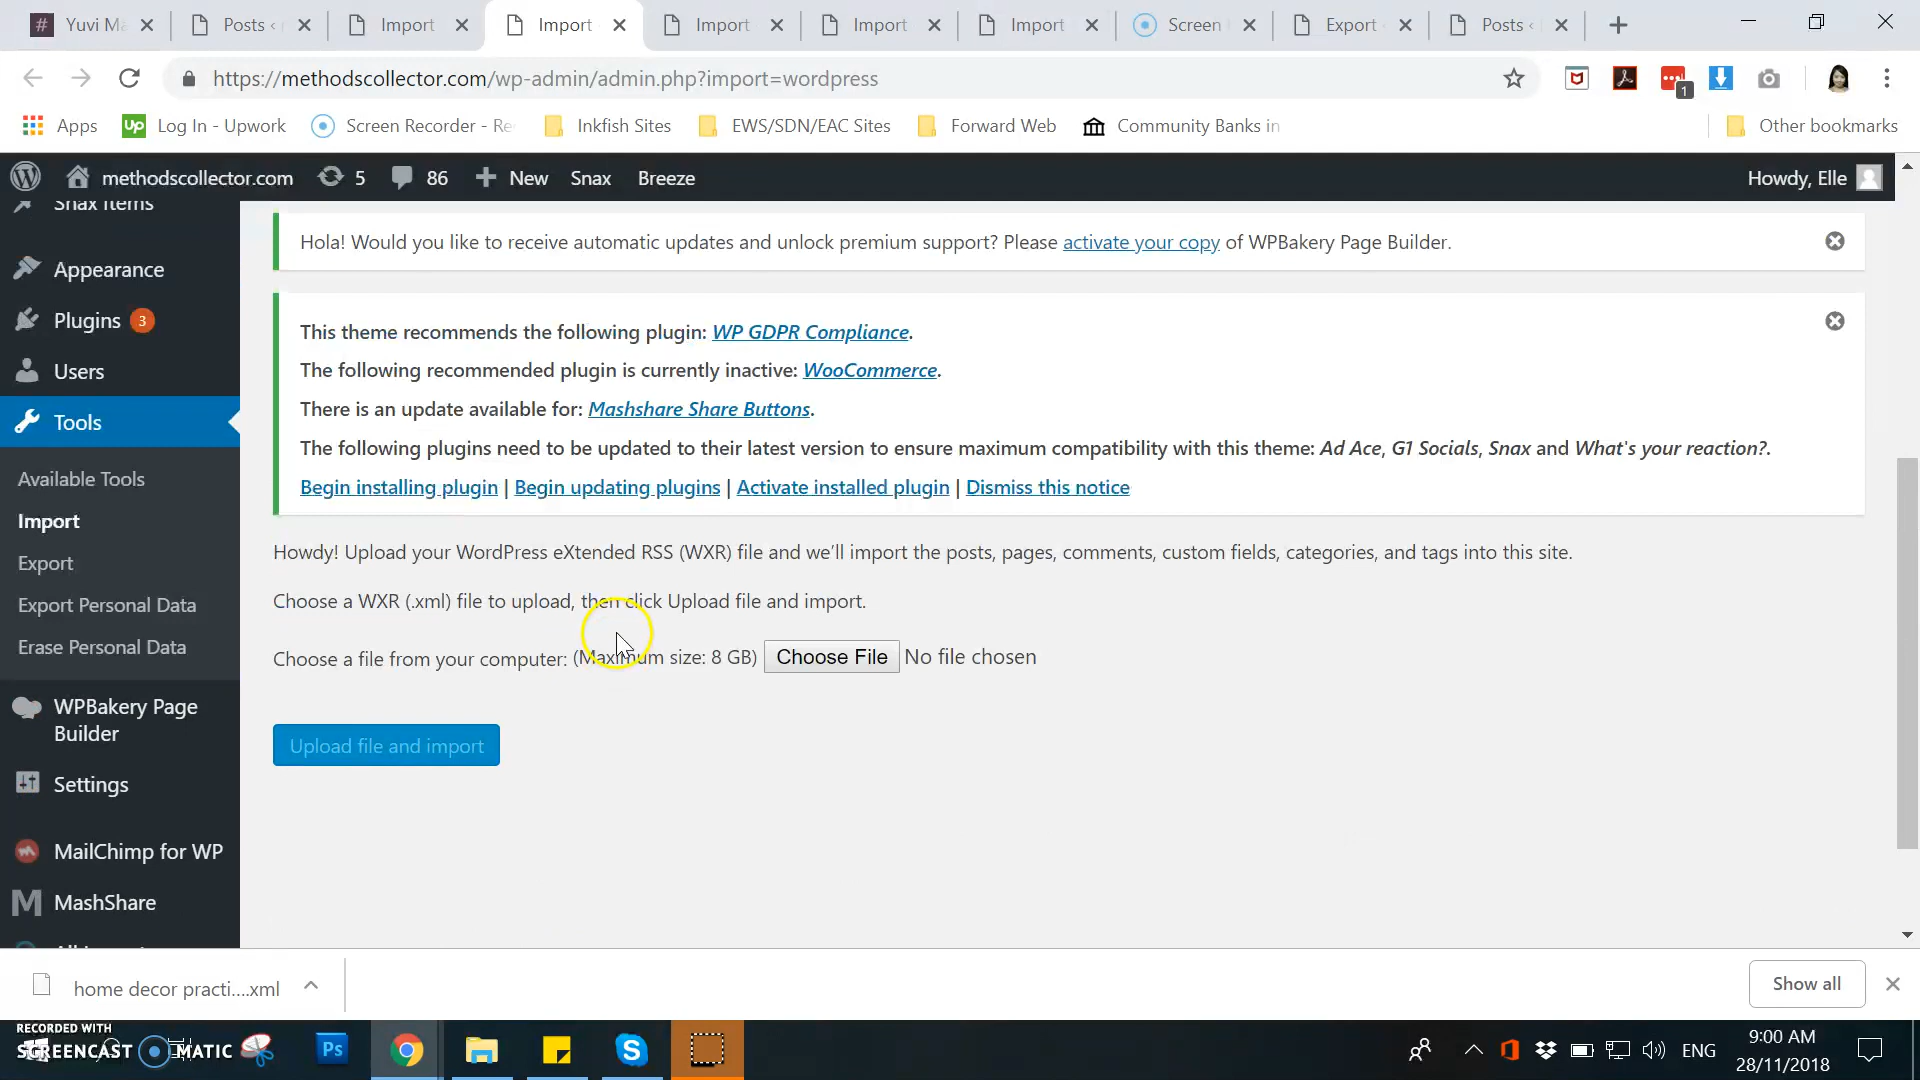 Yuvi Ma
Posts ‹
Import
Import
Import
Import
Import
Screen
Export
Posts ‹
https://methodscollector.com/wp-admin/admin.php?import=wordpress
1
Apps
Up Log In - Upwork
Screen Recorder - Re
Inkfish Sites
EWS/SDN/EAC Sites
Forward Web
Community Banks in
Other bookmarks
methodscollector.com
5
86
New
Snax
Breeze
Howdy, Elle
Snax Items
Appearance
Plugins 3
Users
Tools
Available Tools
Import
Export
Export Personal Data
Erase Personal Data
WPBakery Page
Builder
Settings
MailChimp for WP
MashShare
Hola! Would you like to receive automatic updates and unlock premium support? Please activate your copy of WPBakery Page Builder.
This theme recommends the following plugin: WP GDPR Compliance.
The following recommended plugin is currently inactive: WooCommerce.
There is an update available for: Mashshare Share Buttons.
The following plugins need to be updated to their latest version to ensure maximum compatibility with this theme: Ad Ace, G1 Socials, Snax and What's your reaction?.
Begin installing plugin | Begin updating plugins | Activate installed plugin | Dismiss this notice
Howdy! Upload your WordPress eXtended RSS (WXR) file and we'll import the posts, pages, comments, custom fields, categories, and tags into this site.
Choose a WXR (.xml) file to upload, then click Upload file and import.
Choose a file from your computer: (Maximum size: 8 GB) Choose File No file chosen
Upload file and import
home decor practi....xml
Show all
RECORDED WITH
SCREENCAST MATIC
Ps
ENG
9:00 AM
28/11/2018